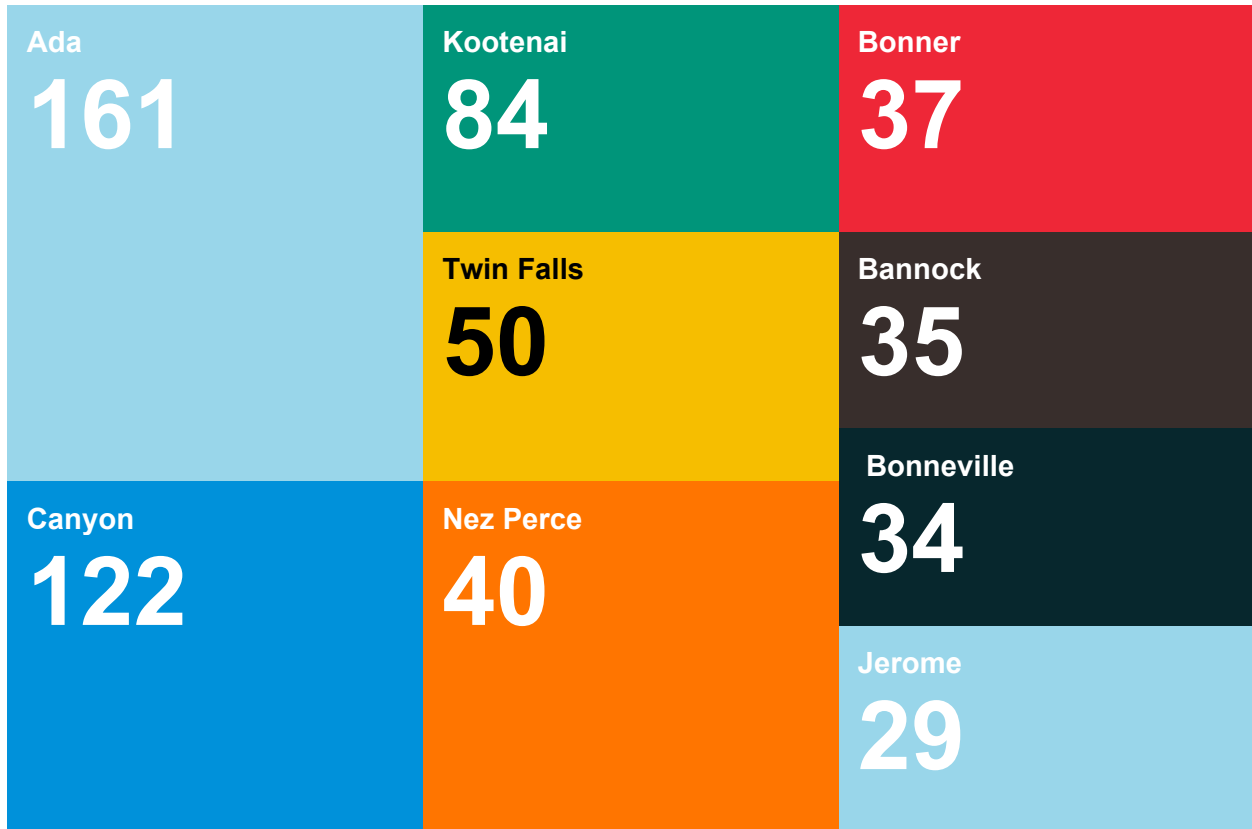 Ada
161
Canyon
122
Kootenai
84
Twin Falls
50
Nez Perce
40
Bonner
37
Bannock
35
Bonneville
34
Jerome
29